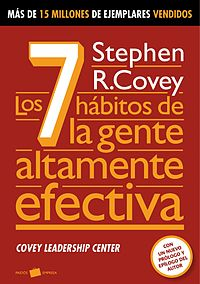 MÁS DE 15 MILLONES DE EJEMPLARES VENDIDOS
Stephen
R.Covey
Los 7 hábitos de
la gente
altamente
efectiva
COVEY LEADERSHIP CENTER
CON UN
NUEVO
PRÓLOGO Y
EPÍLOGO DEL
AUTOR
PAIDÓS EMPRESA